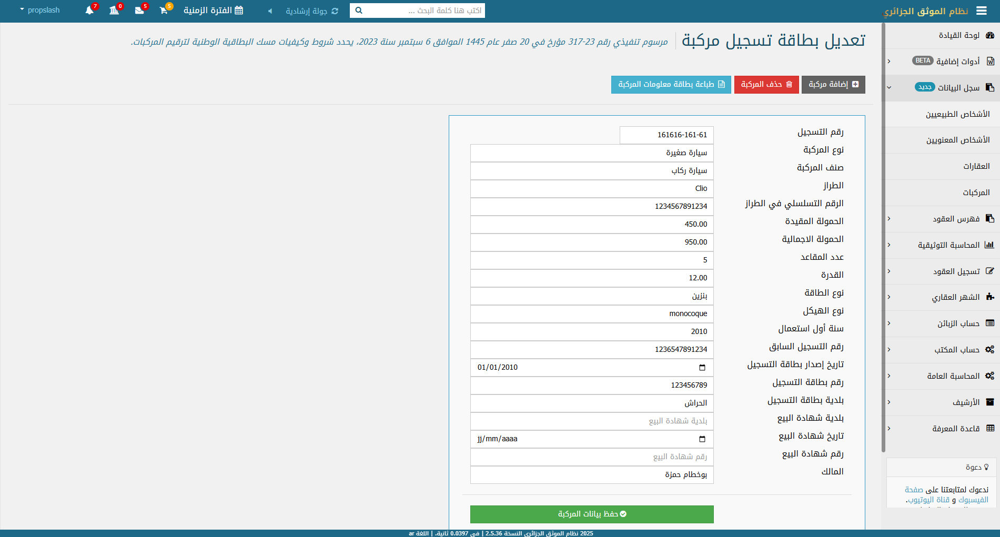 نظام الموثق الجزائري
اكتب هنا كلمة البحث ...
جولة إرشادية
الفترة الزمنية
5
5
0
7
propslash
لوحة القيادة
أدوات إضافية BETA
سجل البيانات جديد
الأشخاص الطبيعيين
الأشخاص المعنويين
العقارات
المركبات
فهرس العقود
المحاسبة التوثيقية
تسجيل العقود
الشهر العقاري
حساب الزبائن
حساب المكتب
المحاسبة العامة
الأرشيف
قاعدة المعرفة
دعوة
ندعوك لمتابعتنا على صفحة
الفيسبوك و قناة اليوتيوب.
تعديل بطاقة تسجيل مركبة
مرسوم تنفيذي رقم 23-317 مؤرخ في 20 صفر عام 1445 الموافق 6 سبتمبر سنة 2023، يحدد شروط وكيفيات مسك البطاقية الوطنية لترقيم المركبات.
إضافة مركبة
حذف المركبة
طباعة بطاقة معلومات المركبة
رقم التسجيل
161616-161-61
نوع المركبة
سيارة صغيرة
صنف المركبة
سيارة ركاب
الطراز
Clio
الرقم التسلسلي في الطراز
1234567891234
الحمولة المقيدة
450.00
الحمولة الاجمالية
950.00
عدد المقاعد
5
القدرة
12.00
نوع الطاقة
بنزين
نوع الهيكل
monocoque
سنة أول استعمال
2010
رقم التسجيل السابق
1236547891234
تاريخ إصدار بطاقة التسجيل
01/01/2010
رقم بطاقة التسجيل
123456789
بلدية بطاقة التسجيل
الحراش
بلدية شهادة البيع
بلدية شهادة البيع
تاريخ شهادة البيع
jj/mm/aaaa
رقم شهادة البيع
رقم شهادة البيع
المالك
بوخطام حمزة
حفظ بيانات المركبة
2025 نظام الموثق الجزائري النسخة 2.5.36 | في 0.0397 ثانية. | اللغة ar